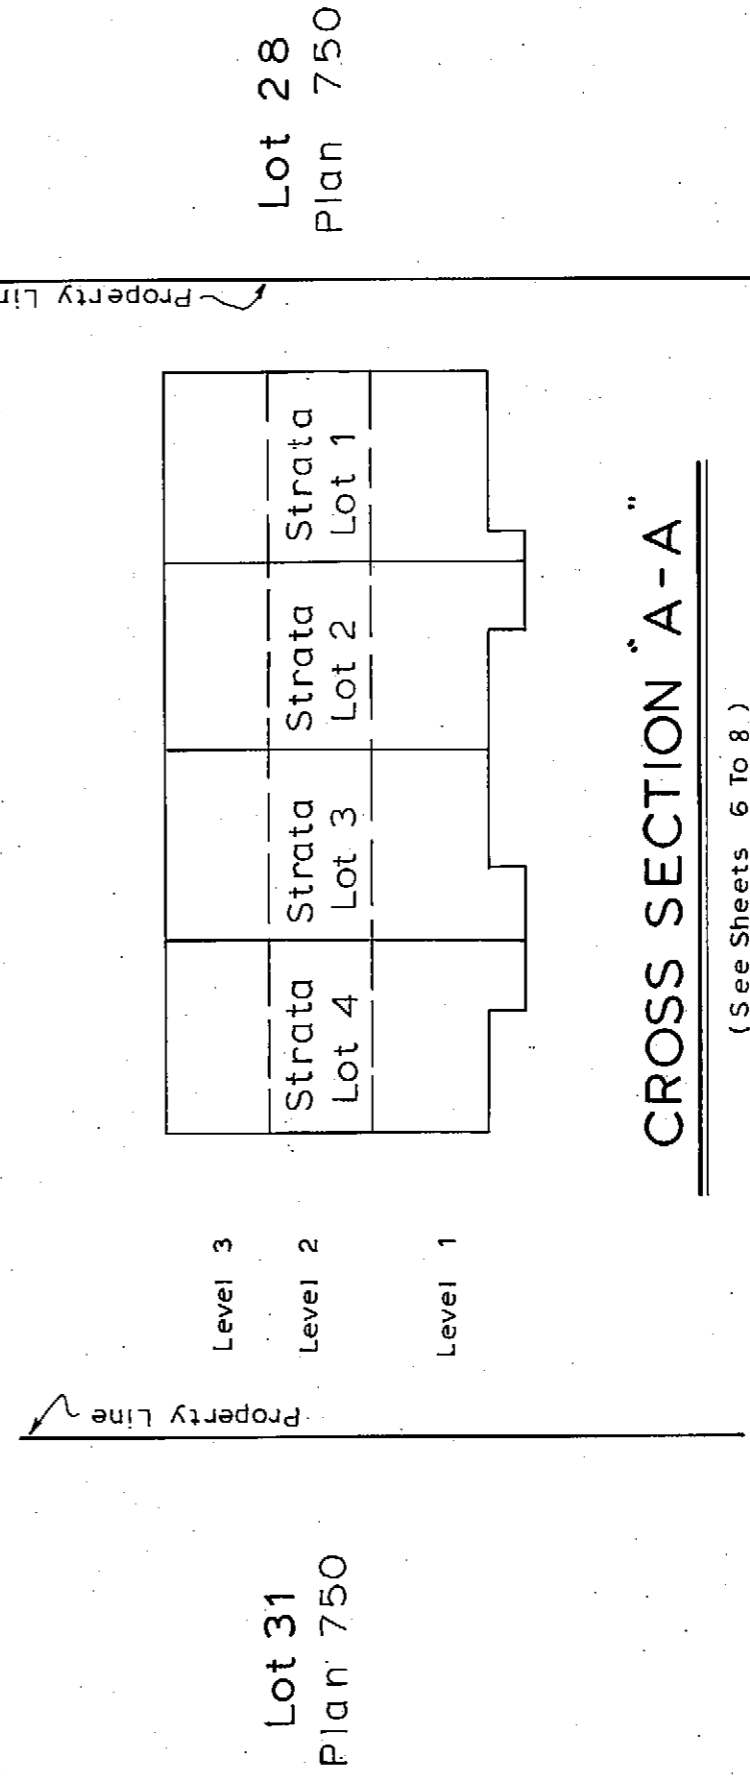 Lot 31
Plan 750
Property Line
Level 3
Level 2
Level 1
Strata
Lot 4
Strata
Lot 3
Strata
Lot 2
Strata
Lot 1
Property Lin
Lot 28
Plan 750
CROSS SECTION "A-A"
(See Sheets 6 To 8)